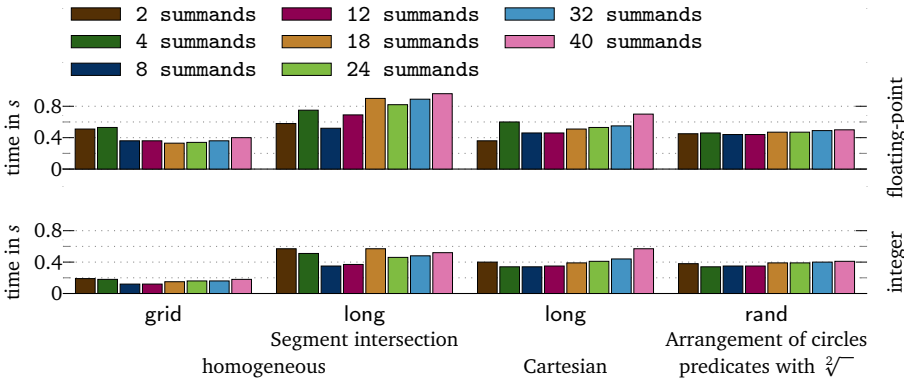 2 summands 12 summands 32 summands
4 summands 18 summands 40 summands
8 summands 24 summands
time in s
0.8
0.4
0
floating-point
time in s
0.8
0.4
0
integer
grid long long rand
Segment intersection Arrangement of circles
homogeneous Cartesian predicates with ²√